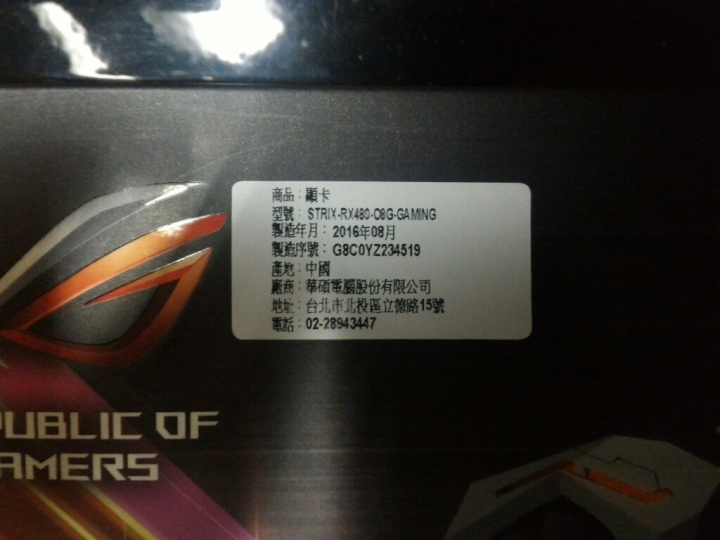 商品：顯卡
型號：STRIX-RX480-O8G-GAMING
製造年月：2016年08月
製造序號：G8C0YZ234519
產地：中國
廠商：華碩電腦股份有限公司
地址：台北市北投區立德路15號
電話：02-28943447
PUBLIC OF
AMERS